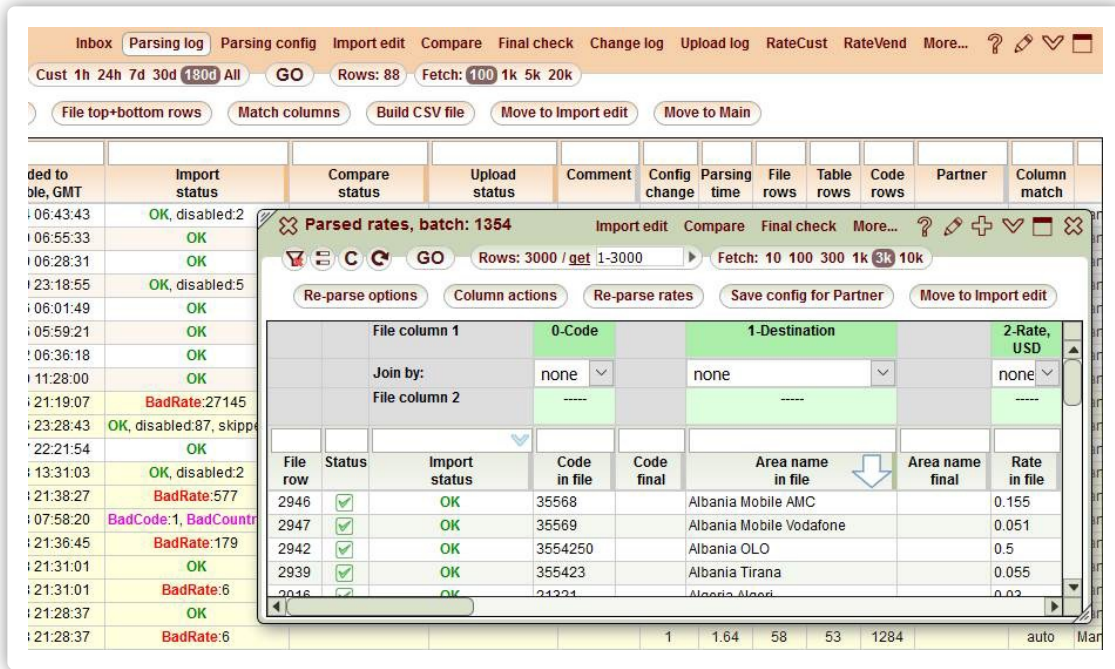 Inbox Parsing log Parsing config Import edit Compare Final check Change log Upload log RateCust RateVend More... ?
Cust 1h 24h 7d 30d 180d All GO Rows: 88 Fetch: 100 1k 5k 20k
File top+bottom rows Match columns Build CSV file Move to Import edit Move to Main
Import status Compare status Upload status Comment Config change Parsing time File rows Table rows Code rows Partner Column match
ble, GMT
06:43:43 OK, disabled:2
06:55:33 OK
06:28:31 OK
23:18:55 OK, disabled:5
06:01:49 OK
05:59:21 OK
06:36:18 OK
11:28:00 OK
21:19:07 BadRate:27145
23:28:43 OK, disabled:87, skippe
22:21:54 OK
13:31:03 OK, disabled:2
21:38:27 BadRate:577
07:58:20 BadCode:1, BadCountr
21:36:45 BadRate:179
21:31:01 OK
21:31:01 BadRate:6
21:28:37 OK
21:28:37 BadRate:6 1 1.64 58 53 1284 auto Mar
Parsed rates, batch: 1354 Import edit Compare Final check More... ?
C GO Rows: 3000 / get 1-3000 Fetch: 10 100 300 1k 3k 10k
Re-parse options Column actions Re-parse rates Save config for Partner Move to Import edit
File column 1 0-Code 1-Destination 2-Rate, USD
Join by: none none none
File column 2 ----- ----- -----
File row Status Import status Code in file Code final Area name in file Area name final Rate in file
2946 OK 35568 Albania Mobile AMC 0.155
2947 OK 35569 Albania Mobile Vodafone 0.051
2942 OK 3554250 Albania OLO 0.5
2939 OK 355423 Albania Tirana 0.055
2016 OK 21321 Algeria Algeri 0.03